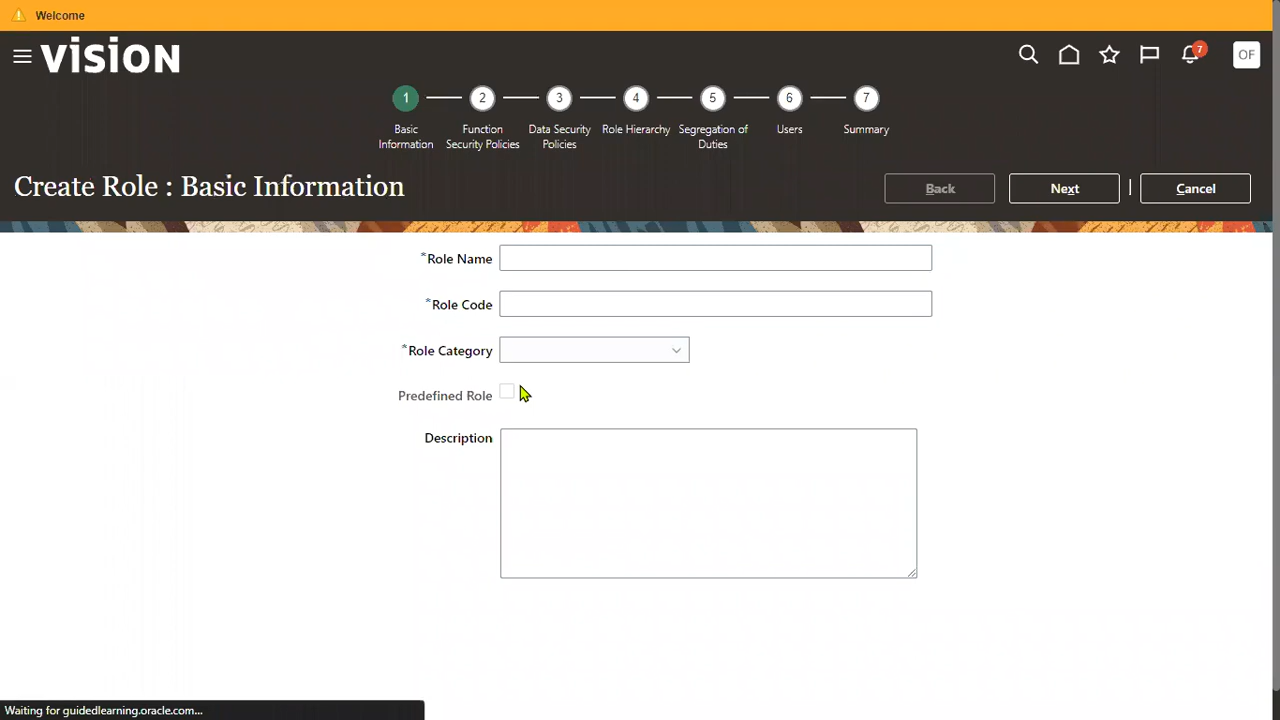 Welcome
VISION
7
OF
1
2
3
4
5
6
7
Basic Information
Function Security Policies
Data Security Policies
Role Hierarchy
Segregation of Duties
Users
Summary
Create Role : Basic Information
Back
Next
Cancel
*Role Name
*Role Code
*Role Category
Predefined Role
Description
Waiting for guidedlearning.oracle.com...